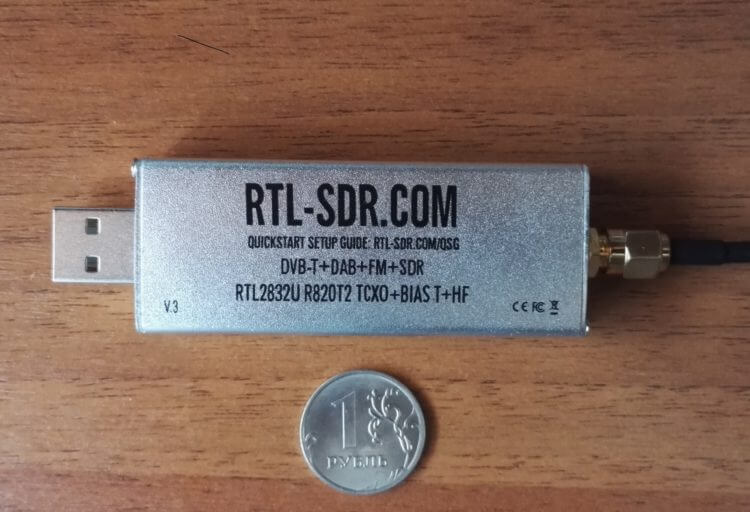 RTL-SDR.COM
QUICKSTART SETUP GUIDE: RTL-SDR.COM/QSG
DVB-T+DAB+FM+SDR
RTL2832U R820T2 TCXO+BIAS T+HF
V.3
CE FC
1
РУБЛЬ